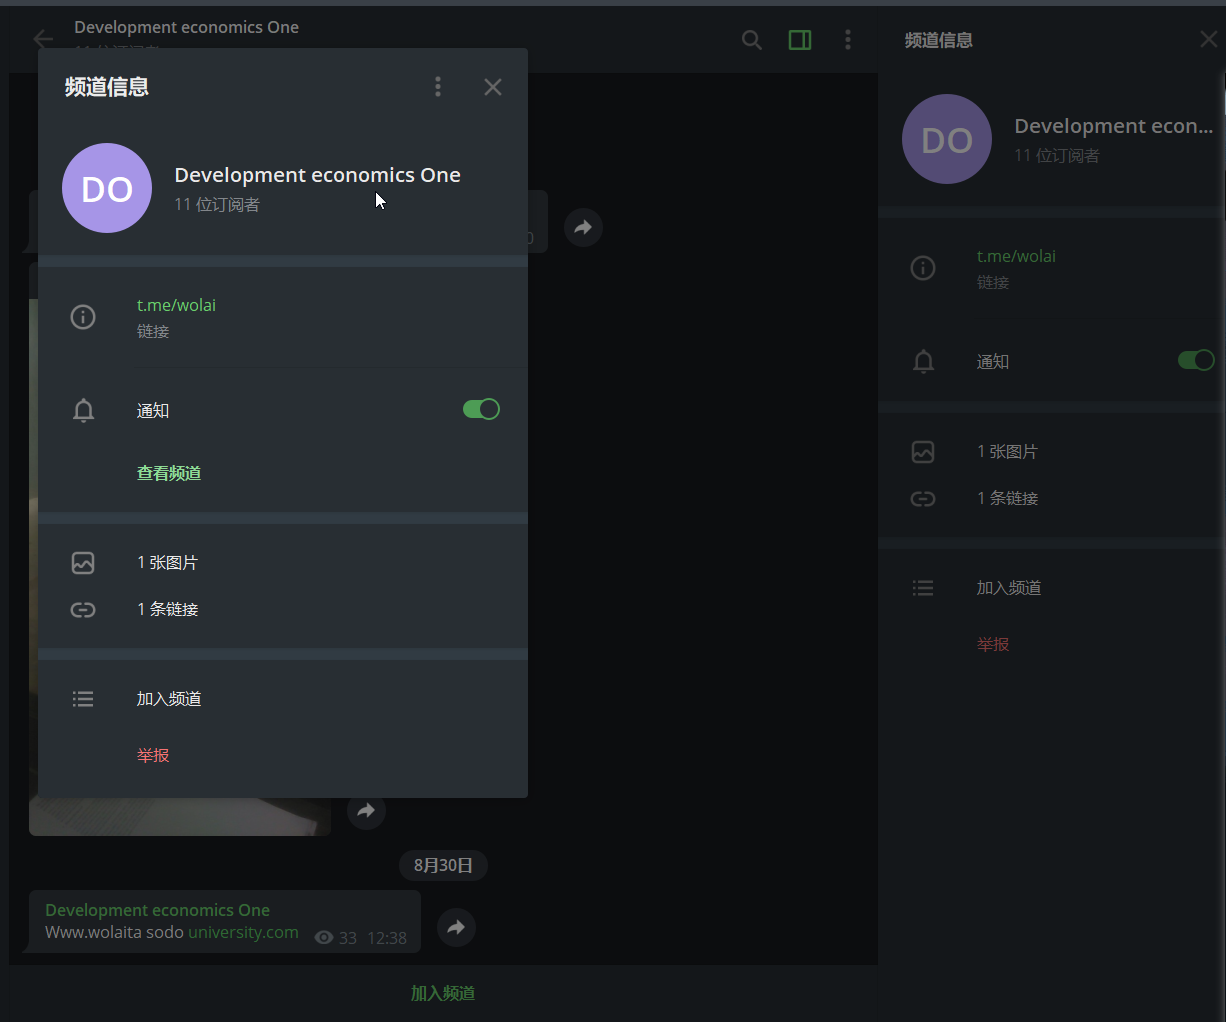 Development economics One
频道信息
DO
Development economics One
11 位订阅者
t.me/wolai
链接
通知
查看频道
1 张图片
1 条链接
加入频道
举报
8月30日
Development economics One
Www.wolaita sodo university.com
33 12:38
加入频道
频道信息
DO
Development econ...
11 位订阅者
t.me/wolai
链接
通知
1 张图片
1 条链接
加入频道
举报